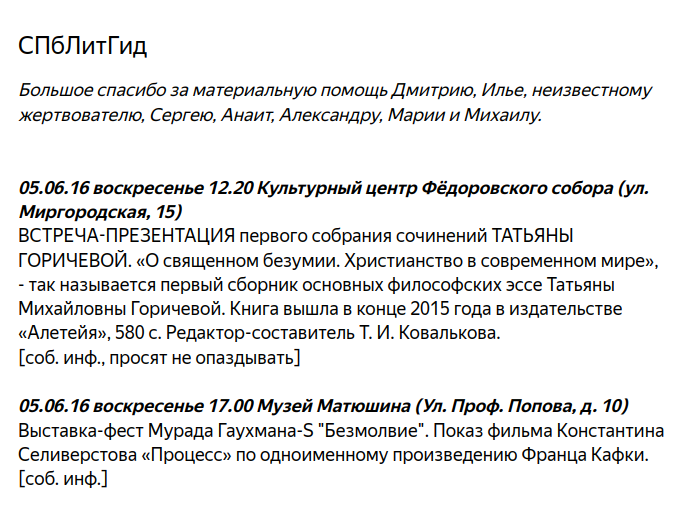 СПбЛитГид
Большое спасибо за материальную помощь Дмитрию, Илье, неизвестному
жертвователю, Сергею, Анаит, Александру, Марии и Михаилу.
05.06.16 воскресенье 12.20 Культурный центр Фёдоровского собора (ул.
Миргородская, 15)
ВСТРЕЧА-ПРЕЗЕНТАЦИЯ первого собрания сочинений ТАТЬЯНЫ
ГОРИЧЕВОЙ. «О священном безумии. Христианство в современном мире»,
- так называется первый сборник основных философских эссе Татьяны
Михайловны Горичевой. Книга вышла в конце 2015 года в издательстве
«Алетейя», 580 с. Редактор-составитель Т. И. Ковалькова.
[соб. инф., просят не опаздывать]
05.06.16 воскресенье 17.00 Музей Матюшина (Ул. Проф. Попова, д. 10)
Выставка-фест Мурада Гаухмана-S "Безмолвие". Показ фильма Константина
Селиверстова «Процесс» по одноименному произведению Франца Кафки.
[соб. инф.]